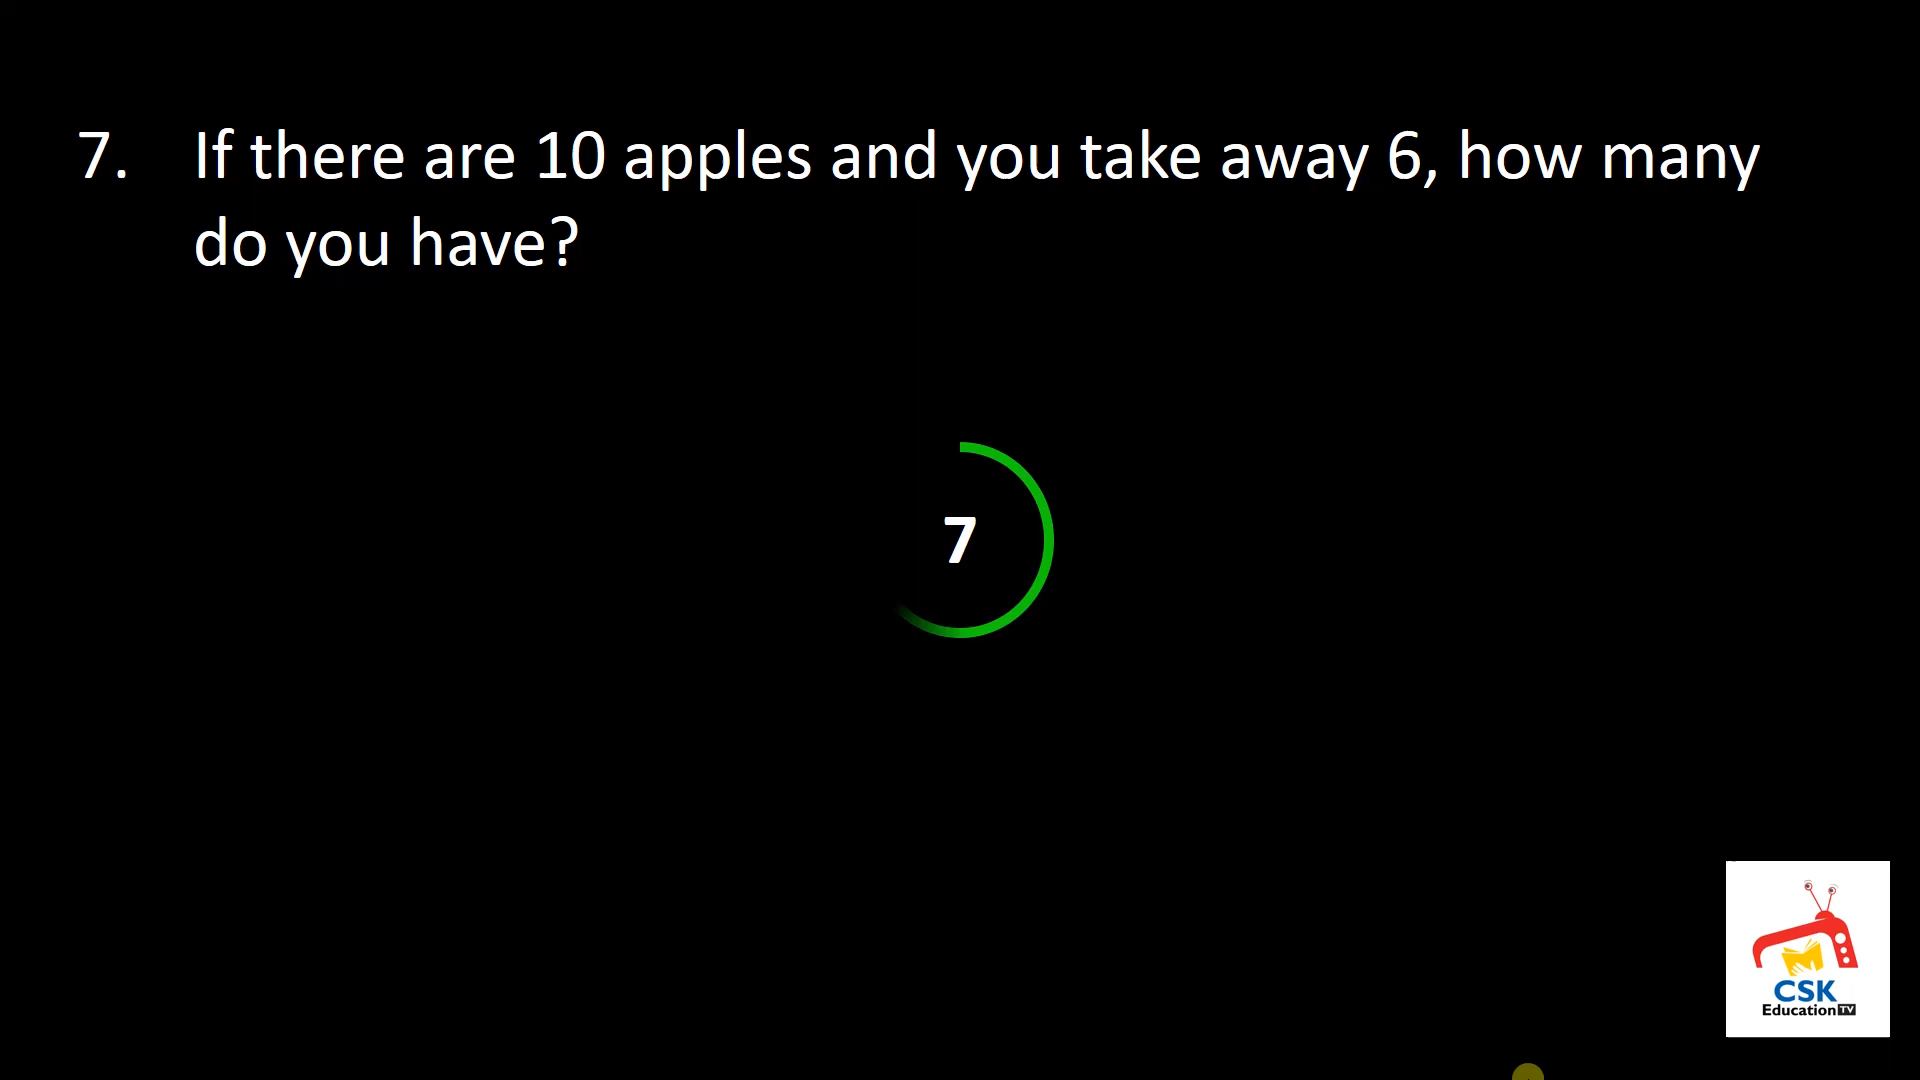 7. If there are 10 apples and you take away 6, how many
do you have?
7
CSK
Education TV